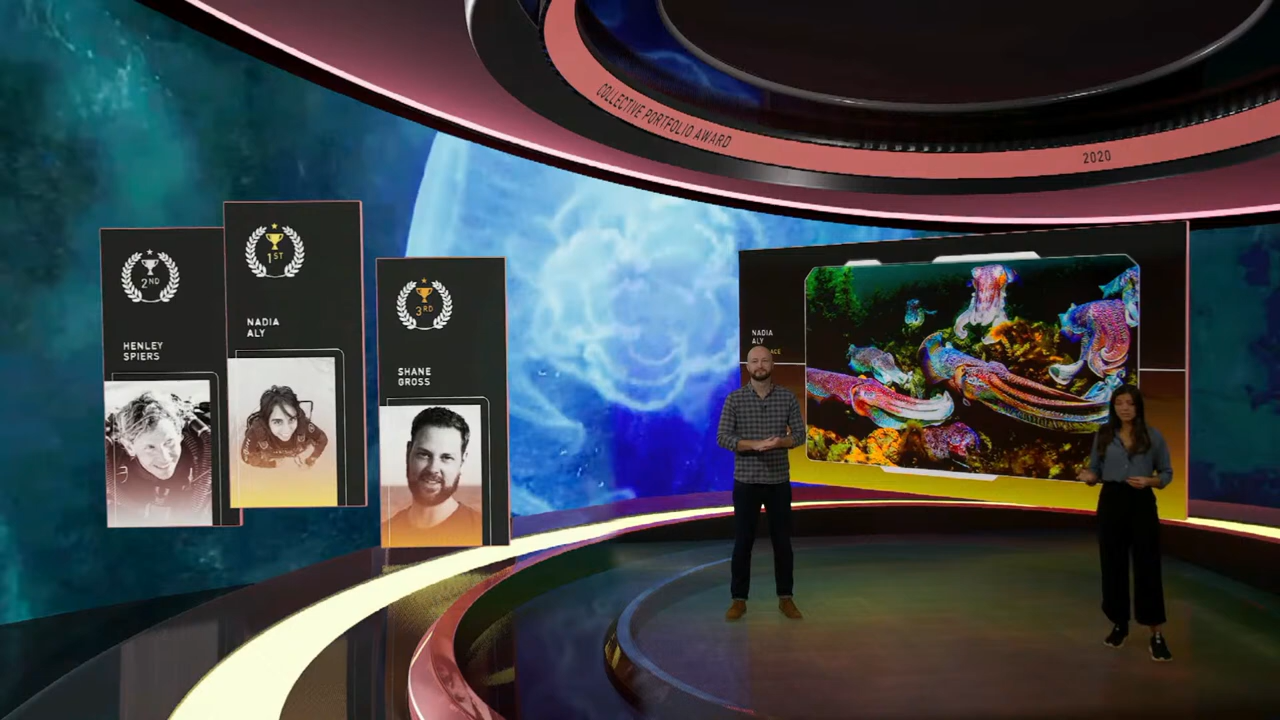 COLLECTIVE PORTFOLIO AWARD
2020
2ND
HENLEY
SPIERS
1ST
NADIA
ALY
3RD
SHANE
GROSS
NADIA
ALY